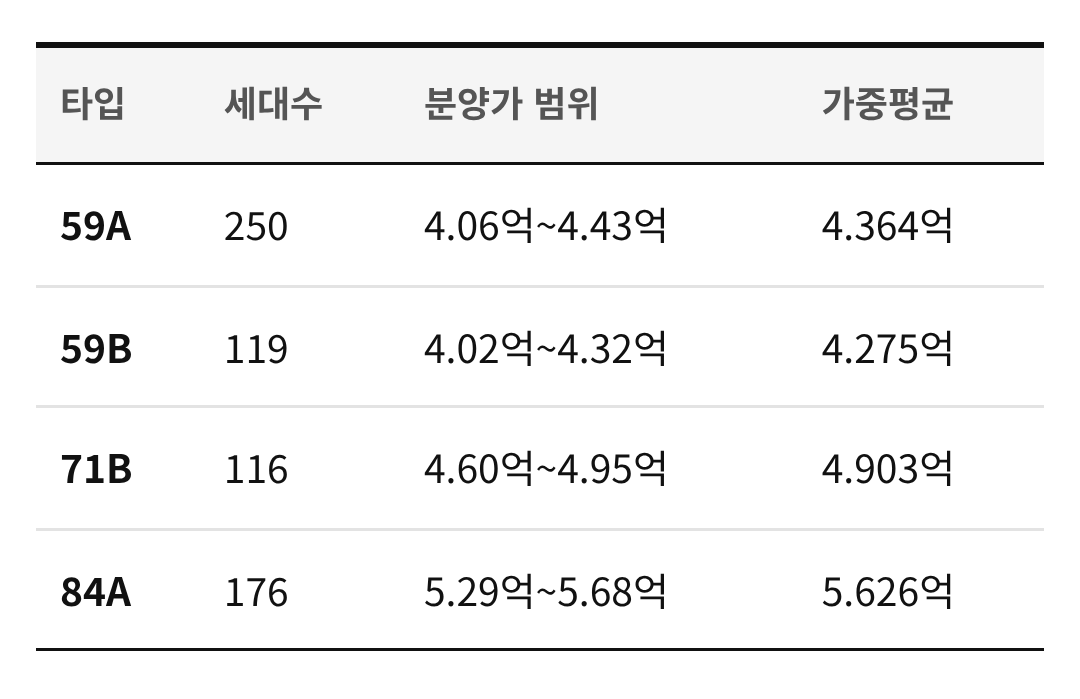 타입 세대수 분양가 범위 가중평균
59A 250 4.06억~4.43억 4.364억
59B 119 4.02억~4.32억 4.275억
71B 116 4.60억~4.95억 4.903억
84A 176 5.29억~5.68억 5.626억